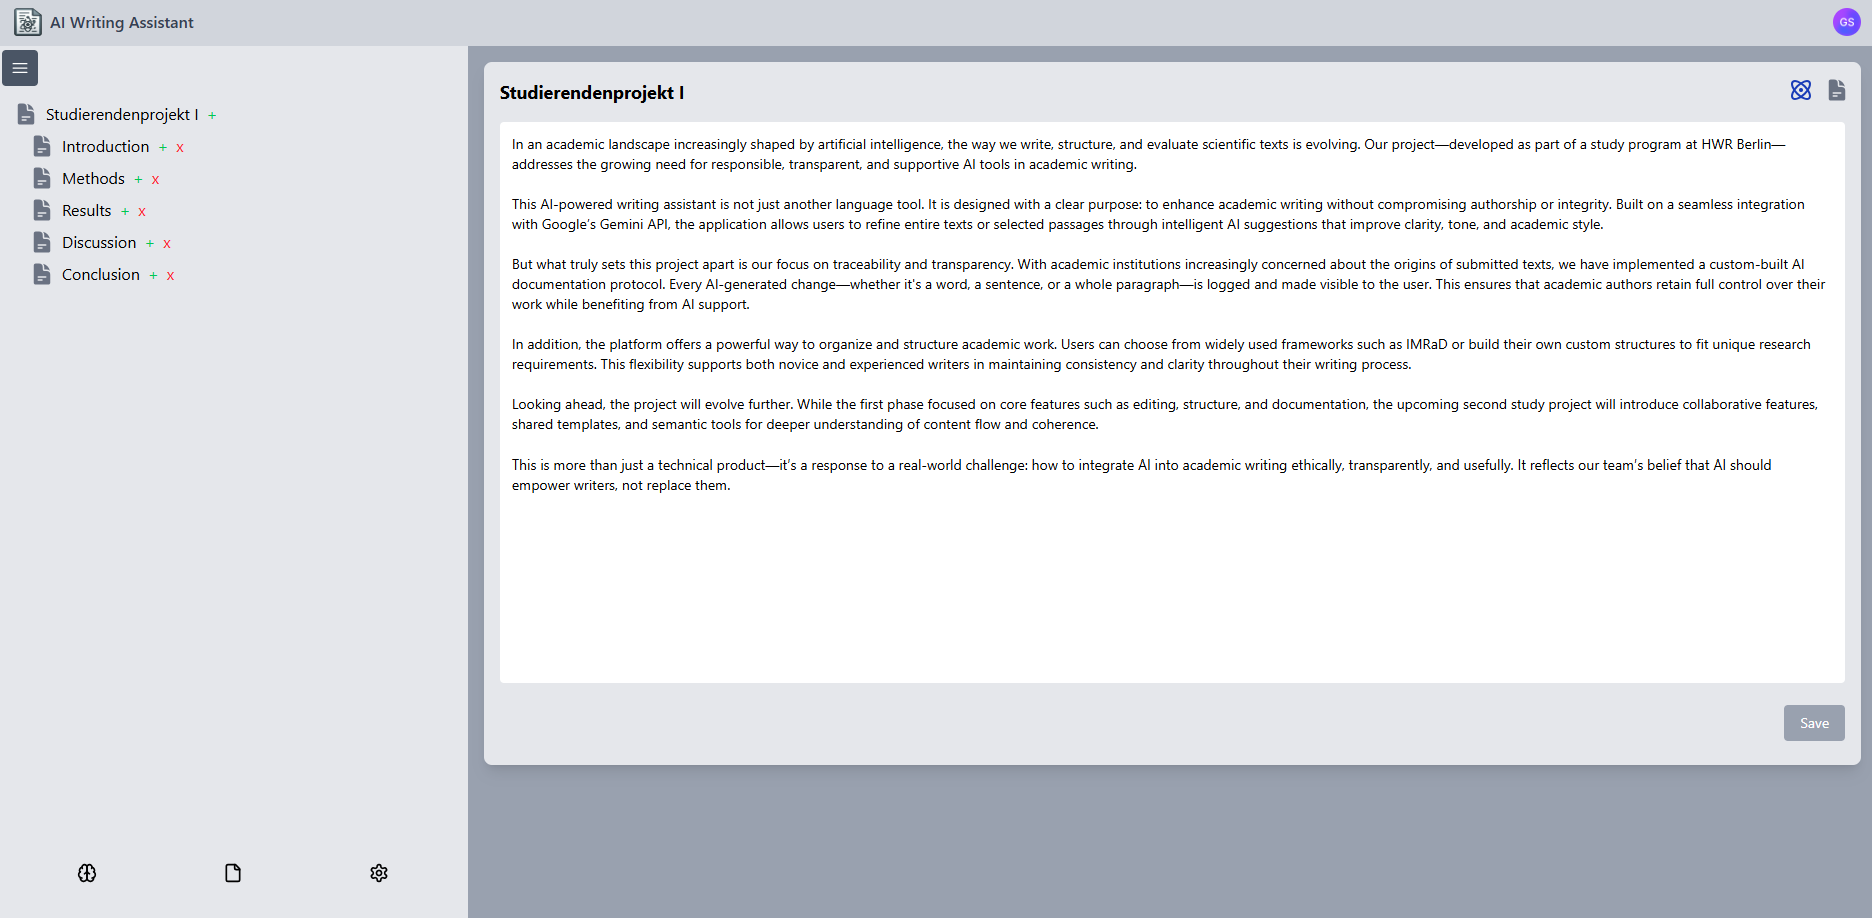 AI Writing Assistant
GS
Studierendenprojekt I +
Introduction + x
Methods + x
Results + x
Discussion + x
Conclusion + x
Studierendenprojekt I
In an academic landscape increasingly shaped by artificial intelligence, the way we write, structure, and evaluate scientific texts is evolving. Our project—developed as part of a study program at HWR Berlin—
addresses the growing need for responsible, transparent, and supportive AI tools in academic writing.
This AI-powered writing assistant is not just another language tool. It is designed with a clear purpose: to enhance academic writing without compromising authorship or integrity. Built on a seamless integration
with Google’s Gemini API, the application allows users to refine entire texts or selected passages through intelligent AI suggestions that improve clarity, tone, and academic style.
But what truly sets this project apart is our focus on traceability and transparency. With academic institutions increasingly concerned about the origins of submitted texts, we have implemented a custom-built AI
documentation protocol. Every AI-generated change—whether it’s a word, a sentence, or a whole paragraph—is logged and made visible to the user. This ensures that academic authors retain full control over their
work while benefiting from AI support.
In addition, the platform offers a powerful way to organize and structure academic work. Users can choose from widely used frameworks such as IMRaD or build their own custom structures to fit unique research
requirements. This flexibility supports both novice and experienced writers in maintaining consistency and clarity throughout their writing process.
Looking ahead, the project will evolve further. While the first phase focused on core features such as editing, structure, and documentation, the upcoming second study project will introduce collaborative features,
shared templates, and semantic tools for deeper understanding of content flow and coherence.
This is more than just a technical product—it’s a response to a real-world challenge: how to integrate AI into academic writing ethically, transparently, and usefully. It reflects our team’s belief that AI should
empower writers, not replace them.
Save